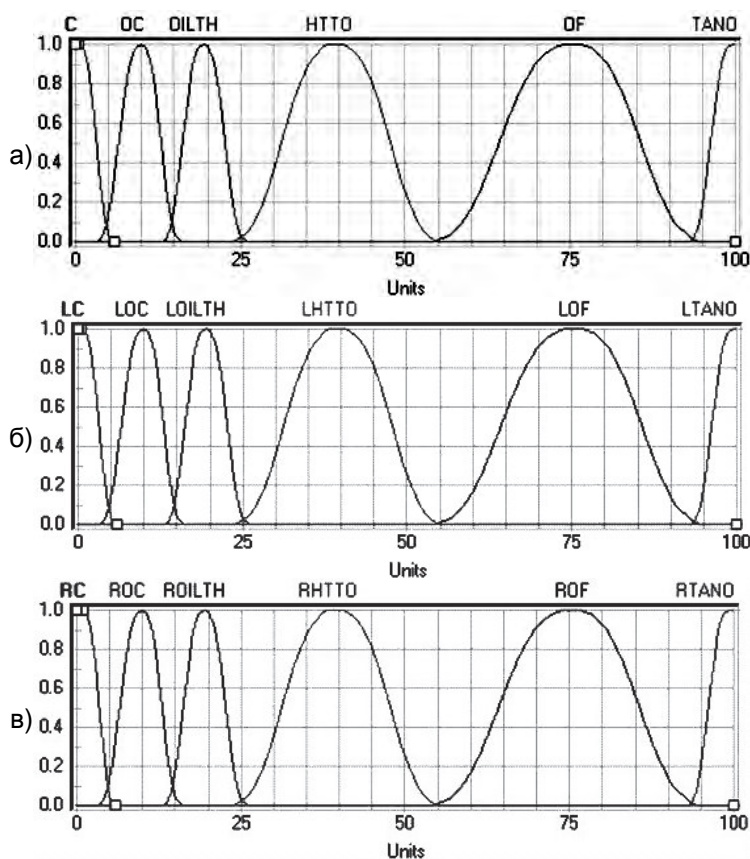 C OC OILTH HTTO OF TANO
1.0
0.8
0.6
а)
0.4
0.2
0.0
0 25 50 75 100
Units
LC LOC LOILTH LHTTO LOF LTANO
1.0
0.8
0.6
б)
0.4
0.2
0.0
0 25 50 75 100
Units
RC ROC ROILTH RHTTO ROF RTANO
1.0
0.8
0.6
в)
0.4
0.2
0.0
0 25 50 75 100
Units